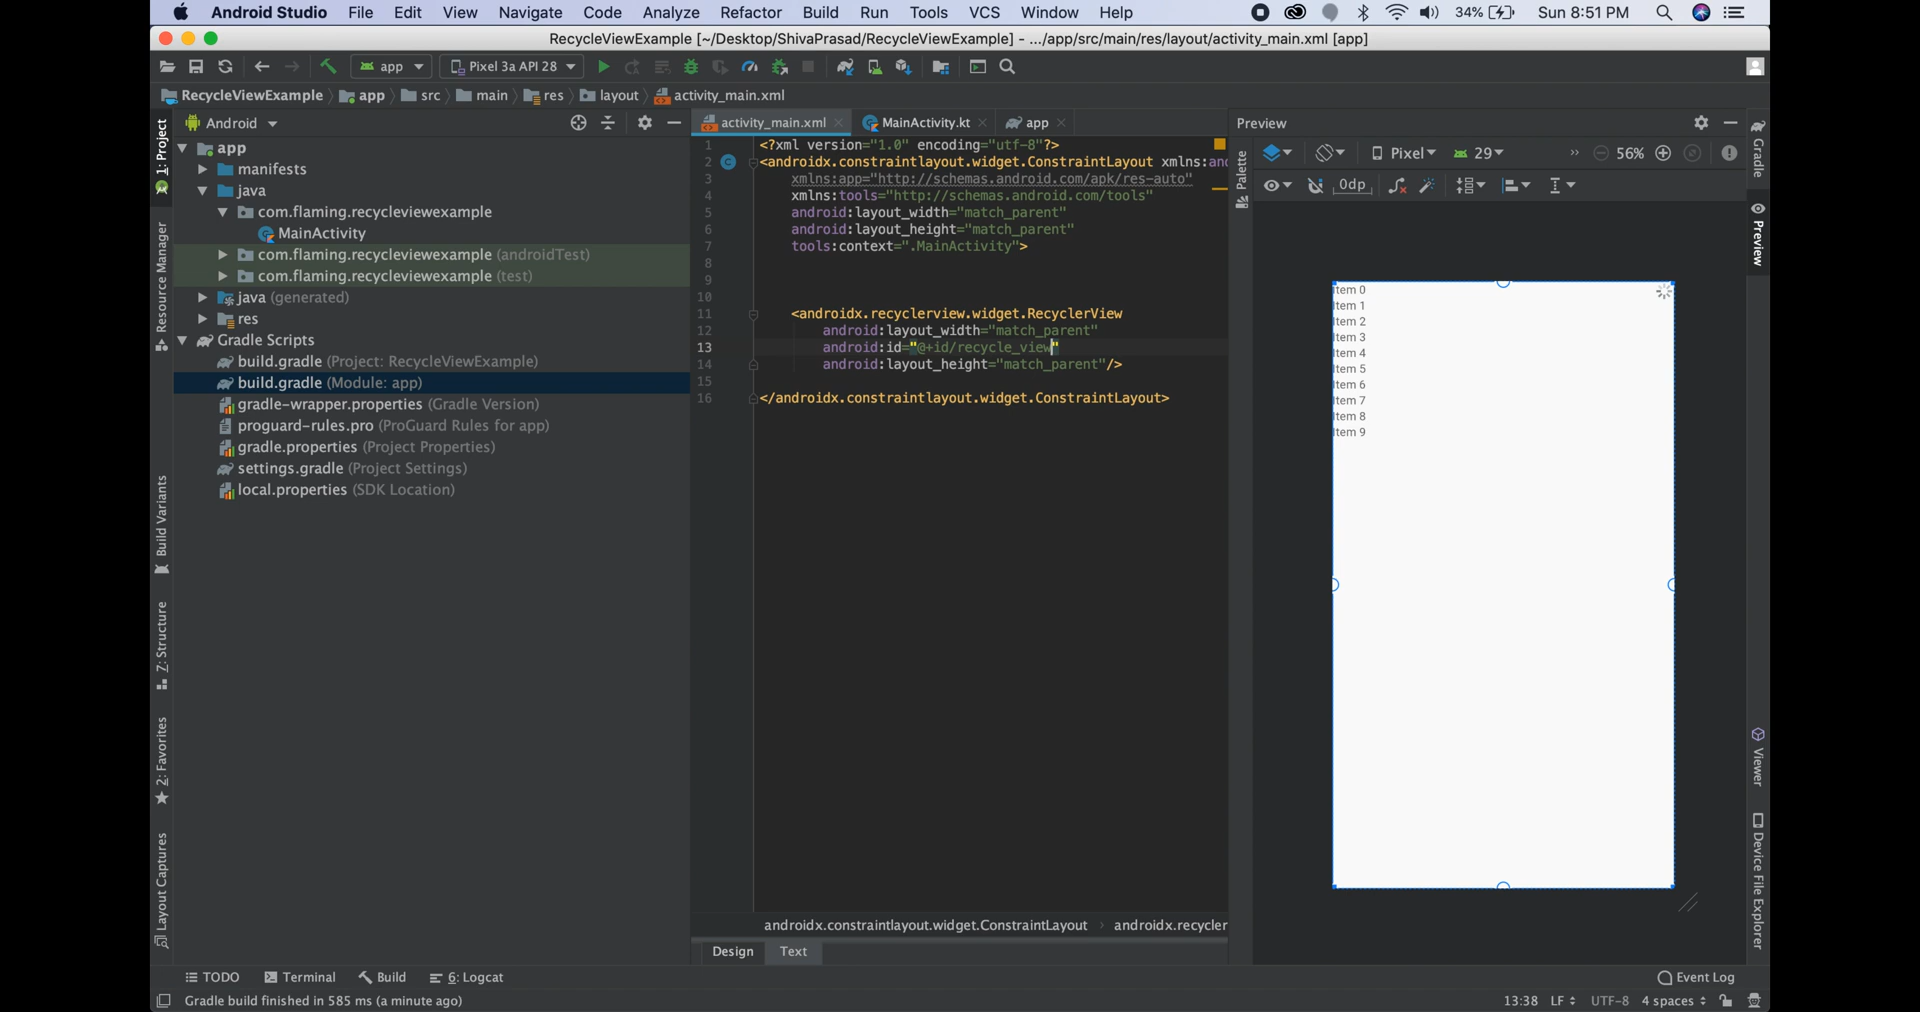 Android Studio File Edit View Navigate Code Analyze Refactor Build Run Tools VCS Window Help 34% Sun 8:51 PM
RecycleViewExample [~/Desktop/ShivaPrasad/RecycleViewExample] - .../app/src/main/res/layout/activity_main.xml [app]
app Pixel 3a API 28
RecycleViewExample app src main res layout activity_main.xml
Android
activity_main.xml MainActivity.kt app
Preview
1: Project
Resource Manager
Build Variants
7: Structure
2: Favorites
Layout Captures
app
manifests
java
com.flaming.recycleviewexample
MainActivity
com.flaming.recycleviewexample (androidTest)
com.flaming.recycleviewexample (test)
java (generated)
res
Gradle Scripts
build.gradle (Project: RecycleViewExample)
build.gradle (Module: app)
gradle-wrapper.properties (Gradle Version)
proguard-rules.pro (ProGuard Rules for app)
gradle.properties (Project Properties)
settings.gradle (Project Settings)
local.properties (SDK Location)
1 <?xml version="1.0" encoding="utf-8"?>
2 <androidx.constraintlayout.widget.ConstraintLayout xmlns:and
3 xmlns:app="http://schemas.android.com/apk/res-auto"
4 xmlns:tools="http://schemas.android.com/tools"
5 android:layout_width="match_parent"
6 android:layout_height="match_parent"
7 tools:context=".MainActivity">
8
9
10
11 <androidx.recyclerview.widget.RecyclerView
12 android:layout_width="match_parent"
13 android:id="@+id/recycle_view"
14 android:layout_height="match_parent"/>
15
16 </androidx.constraintlayout.widget.ConstraintLayout>
androidx.constraintlayout.widget.ConstraintLayout androidx.recycler
Design Text
Palette
Pixel 29 56%
0dp
Item 0
Item 1
Item 2
Item 3
Item 4
Item 5
Item 6
Item 7
Item 8
Item 9
Gradle
Preview
Viewer
Device File Explorer
TODO Terminal Build 6: Logcat Event Log
Gradle build finished in 585 ms (a minute ago) 13:38 LF UTF-8 4 spaces